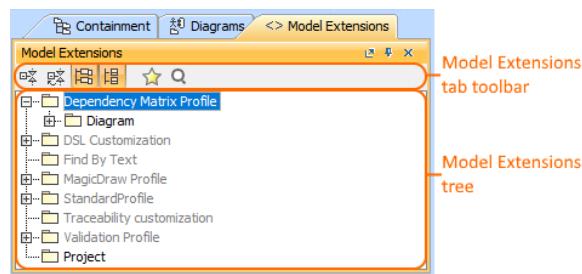 Containment Diagrams <> Model Extensions
Model Extensions
Model Extensions
tab toolbar
Dependency Matrix Profile
Diagram
DSL Customization
Find By Text
MagicDraw Profile
StandardProfile
Traceability customization
Validation Profile
Project
Model Extensions
tree